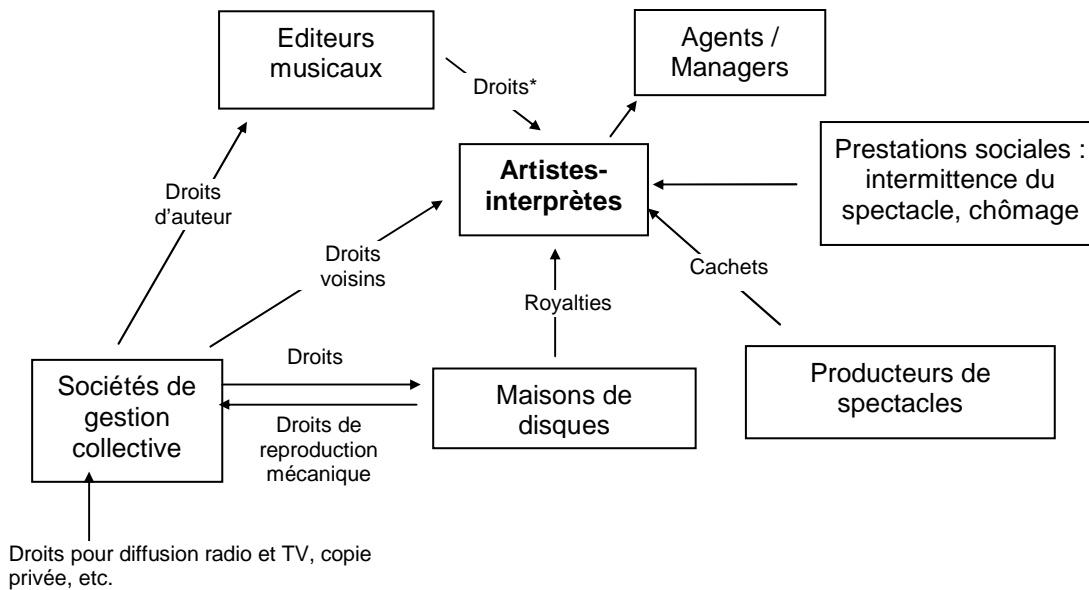 Editeurs
musicaux
Agents /
Managers
Droits*
Prestations sociales :
intermittence du
spectacle, chômage
Artistes-
interprètes
Droits
d’auteur
Droits
voisins
Cachets
Royalties
Droits
Sociétés de
gestion
collective
Maisons de
disques
Producteurs de
spectacles
Droits de
reproduction
mécanique
Droits pour diffusion radio et TV, copie
privée, etc.